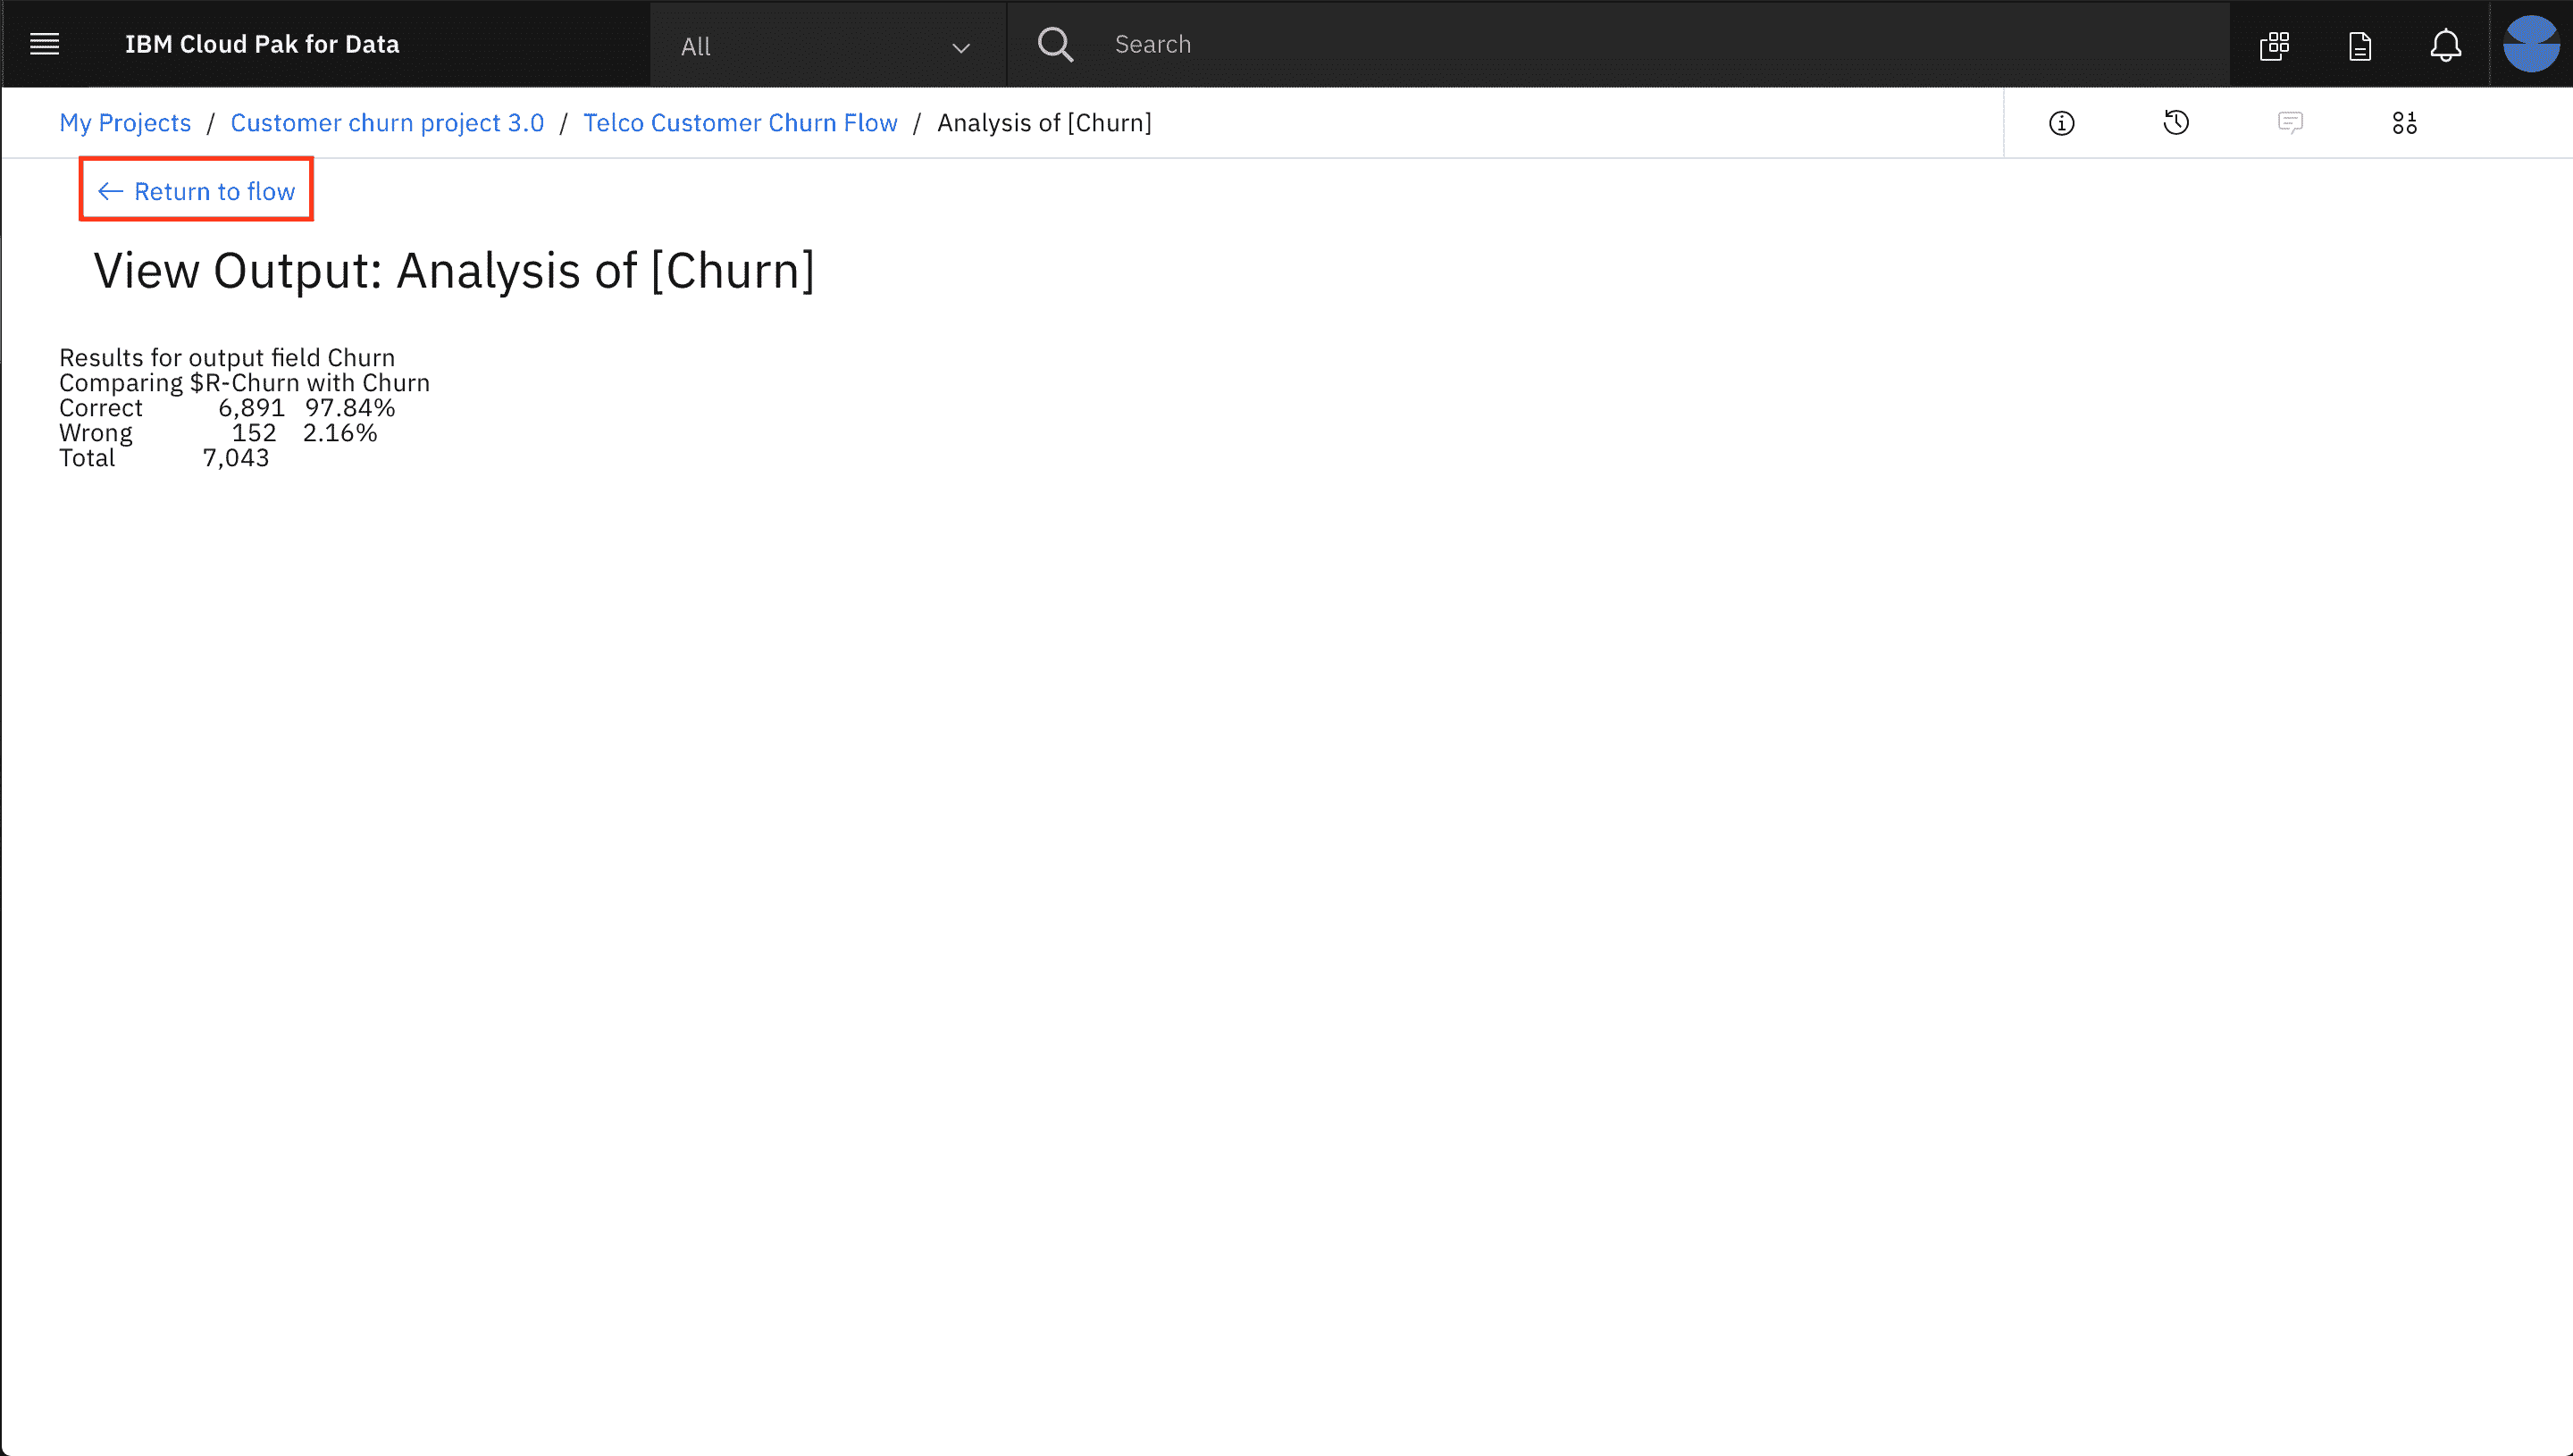 IBM Cloud Pak for Data
All
Search
My Projects / Customer churn project 3.0 / Telco Customer Churn Flow / Analysis of [Churn]
← Return to flow
View Output: Analysis of [Churn]
Results for output field Churn
Comparing $R-Churn with Churn
Correct 6,891 97.84%
Wrong 152 2.16%
Total 7,043